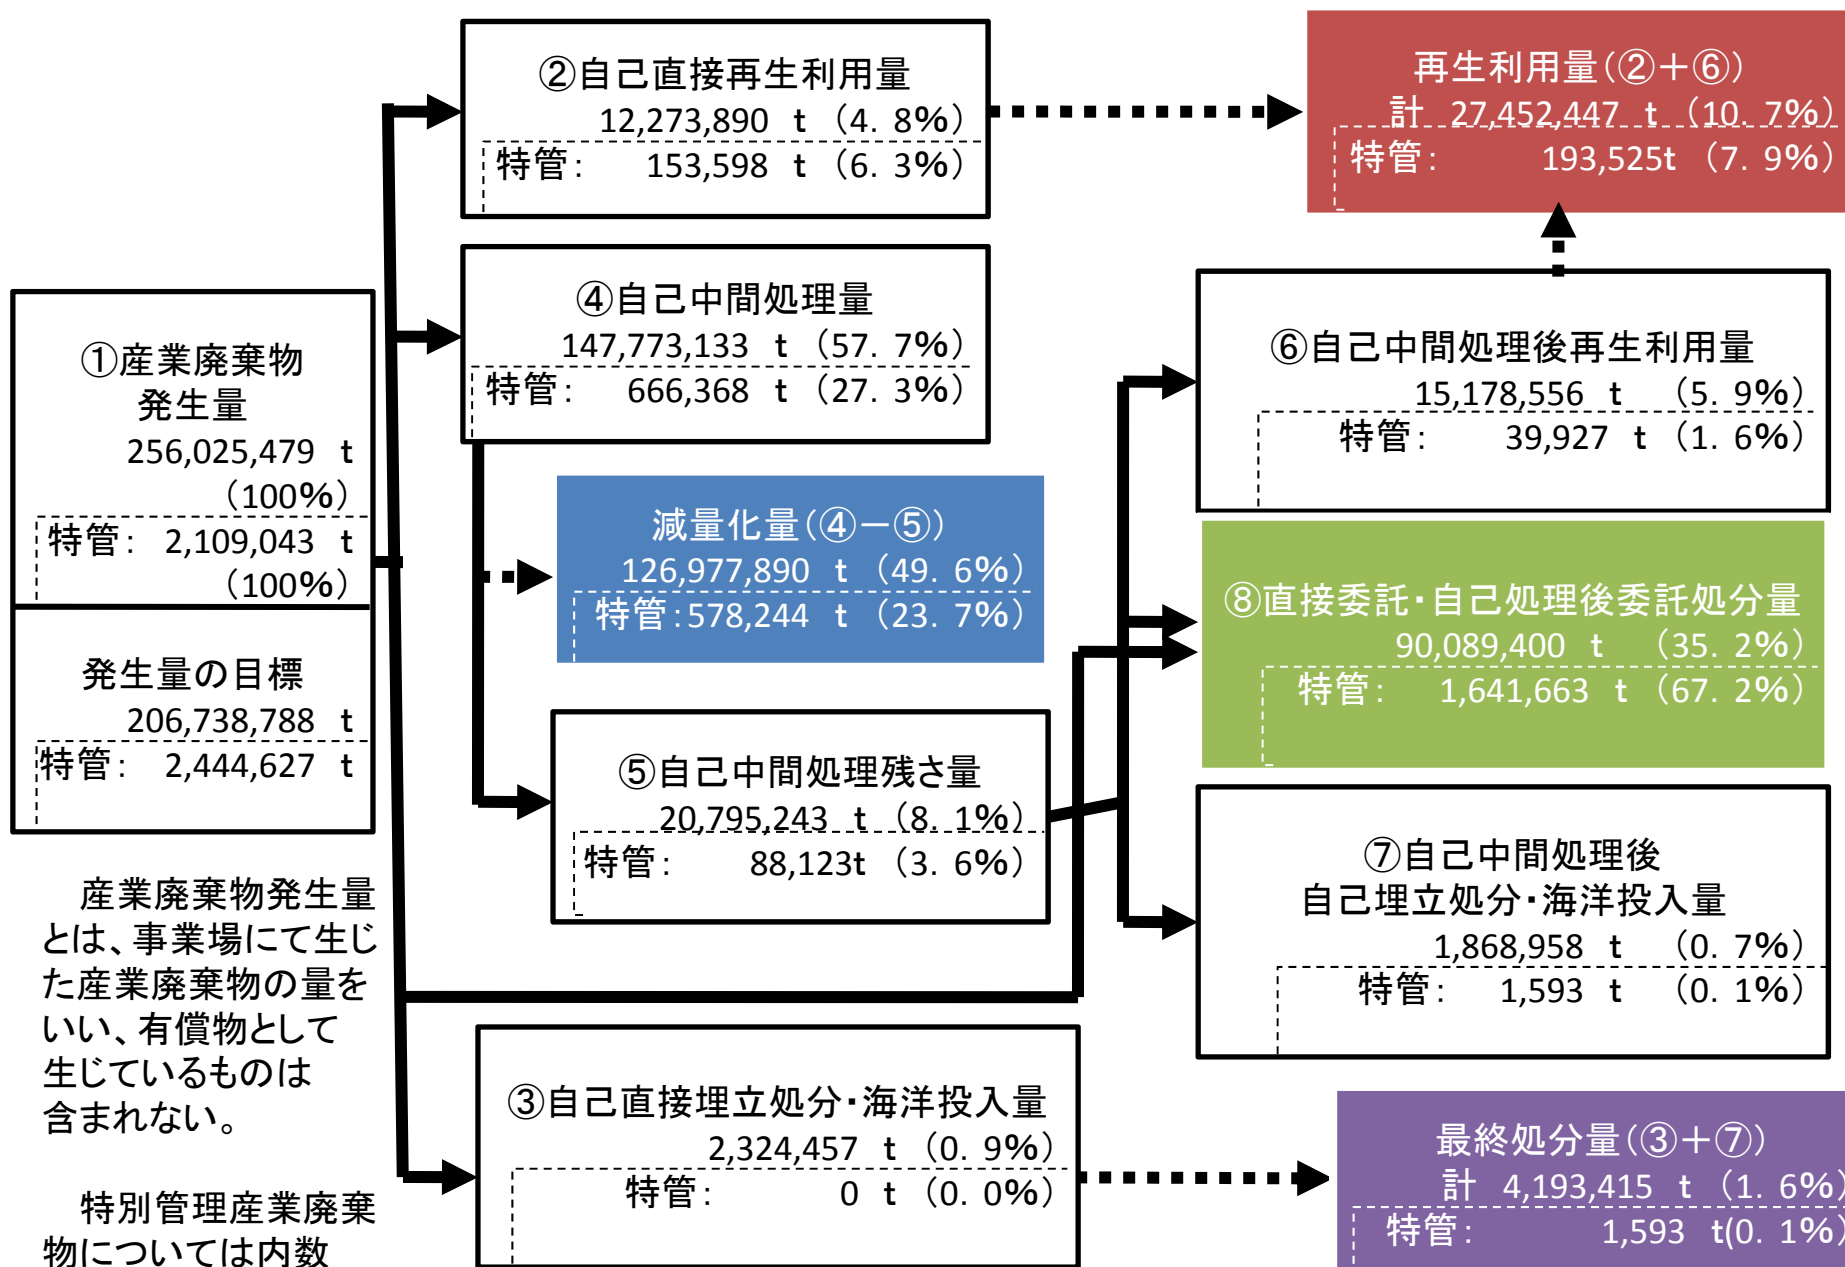 ②自己直接再生利用量
12,273,890 t (4.8%)
特管: 153,598 t (6.3%)
再生利用量(②+⑥)
計 27,452,447 t (10.7%)
特管: 193,525t (7.9%)
①産業廃棄物
発生量
256,025,479 t
(100%)
特管: 2,109,043 t
(100%)
発生量の目標
206,738,788 t
特管: 2,444,627 t
④自己中間処理量
147,773,133 t (57.7%)
特管: 666,368 t (27.3%)
減量化量(④-⑤)
126,977,890 t (49.6%)
特管:578,244 t (23.7%)
⑤自己中間処理残さ量
20,795,243 t (8.1%)
特管: 88,123t (3.6%)
⑥自己中間処理後再生利用量
15,178,556 t (5.9%)
特管: 39,927 t (1.6%)
⑧直接委託・自己処理後委託処分量
90,089,400 t (35.2%)
特管: 1,641,663 t (67.2%)
⑦自己中間処理後
自己埋立処分・海洋投入量
1,868,958 t (0.7%)
特管: 1,593 t (0.1%)
③自己直接埋立処分・海洋投入量
2,324,457 t (0.9%)
特管: 0 t (0.0%)
最終処分量(③+⑦)
計 4,193,415 t (1.6%)
特管: 1,593 t(0.1%)
産業廃棄物発生量
とは、事業場にて生じ
た産業廃棄物の量を
いい、有償物として
生じているものは
含まれない。
特別管理産業廃棄
物については内数